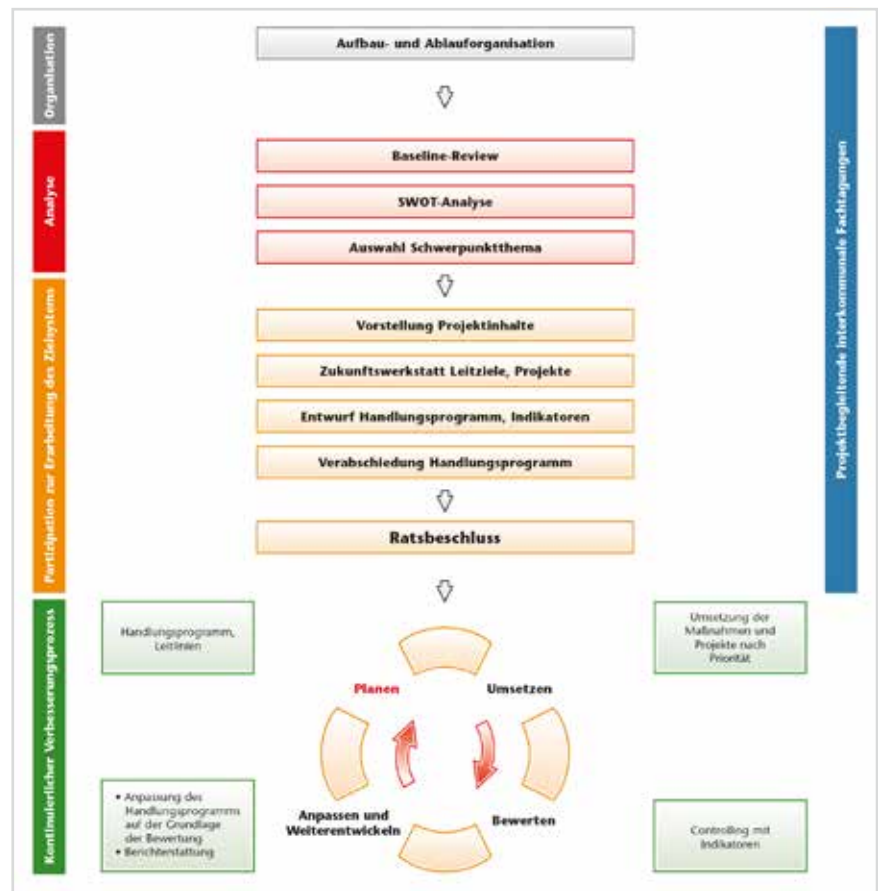 Organisation
Aufbau- und Ablauforganisation
Analyse
Baseline-Review
SWOT-Analyse
Auswahl Schwerpunktthema
Partizipation zur Erarbeitung des Zielsystems
Vorstellung Projektinhalte
Zukunftswerkstatt Leitziele, Projekte
Entwurf Handlungsprogramm, Indikatoren
Verabschiedung Handlungsprogramm
Ratsbeschluss
Projektbegleitende interkommunale Fachtagungen
Kontinuierlicher Verbesserungsprozess
Handlungsprogramm,
Leitlinien
Umsetzung der
Maßnahmen und
Projekte nach
Priorität
Planen
Umsetzen
Anpassen und
Weiterentwickeln
Bewerten
• Anpassung des
Handlungsprogramms
auf der Grundlage
der Bewertung
• Berichterstattung
Controlling mit
Indikatoren